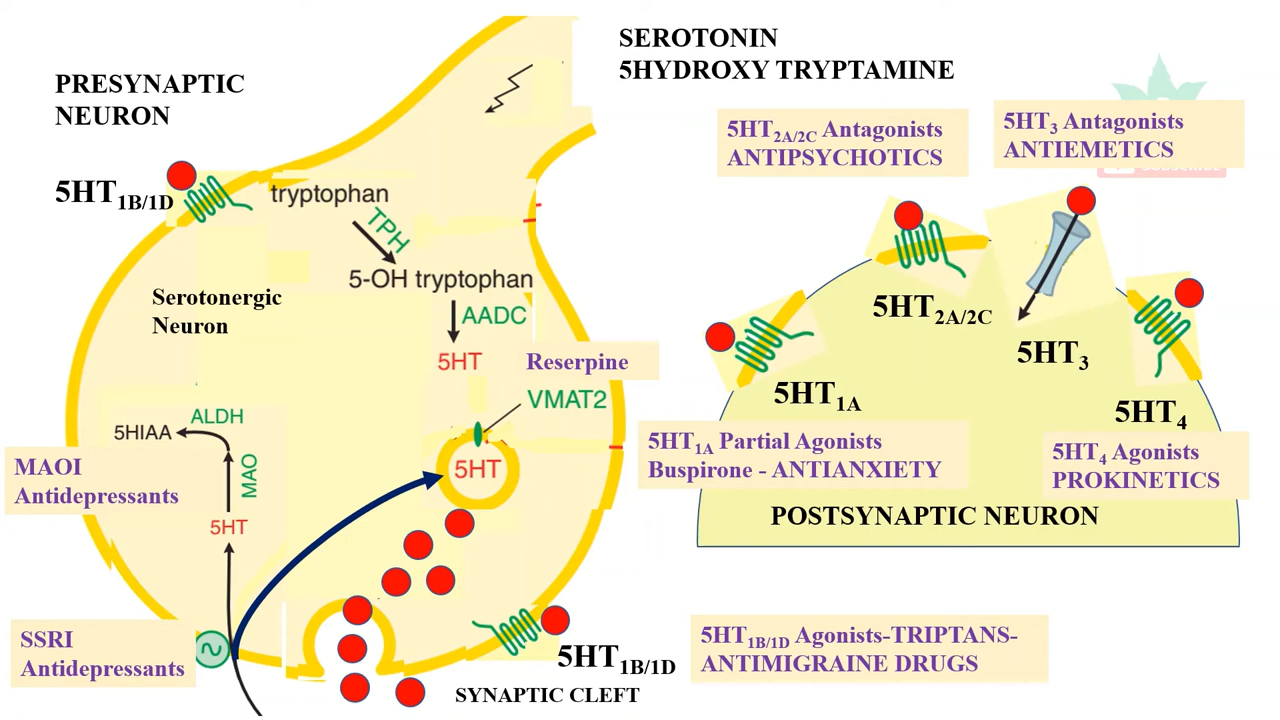 SEROTONIN
5HYDROXY TRYPTAMINE
PRESYNAPTIC
NEURON
5HT2A/2C Antagonists
ANTIPSYCHOTICS
5HT3 Antagonists
ANTIEMETICS
SUBSCRIBE
5HT1B/1D
tryptophan
TPH
5-OH tryptophan
AADC
5HT
Serotonergic
Neuron
Reserpine
VMAT2
5HT
ALDH
5HIAA
MAO
5HT
MAOI
Antidepressants
SSRI
Antidepressants
5HT1B/1D
SYNAPTIC CLEFT
5HT2A/2C
5HT3
5HT1A
5HT4
5HT1A Partial Agonists
Buspirone - ANTIANXIETY
5HT4 Agonists
PROKINETICS
POSTSYNAPTIC NEURON
5HT1B/1D Agonists-TRIPTANS-
ANTIMIGRAINE DRUGS